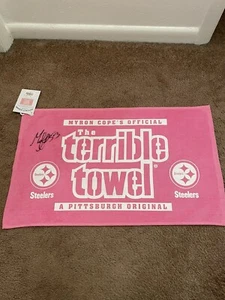 MYRON COPE'S OFFICIAL
The
terrible
towel
Steelers
Steelers
A PITTSBURGH ORIGINAL